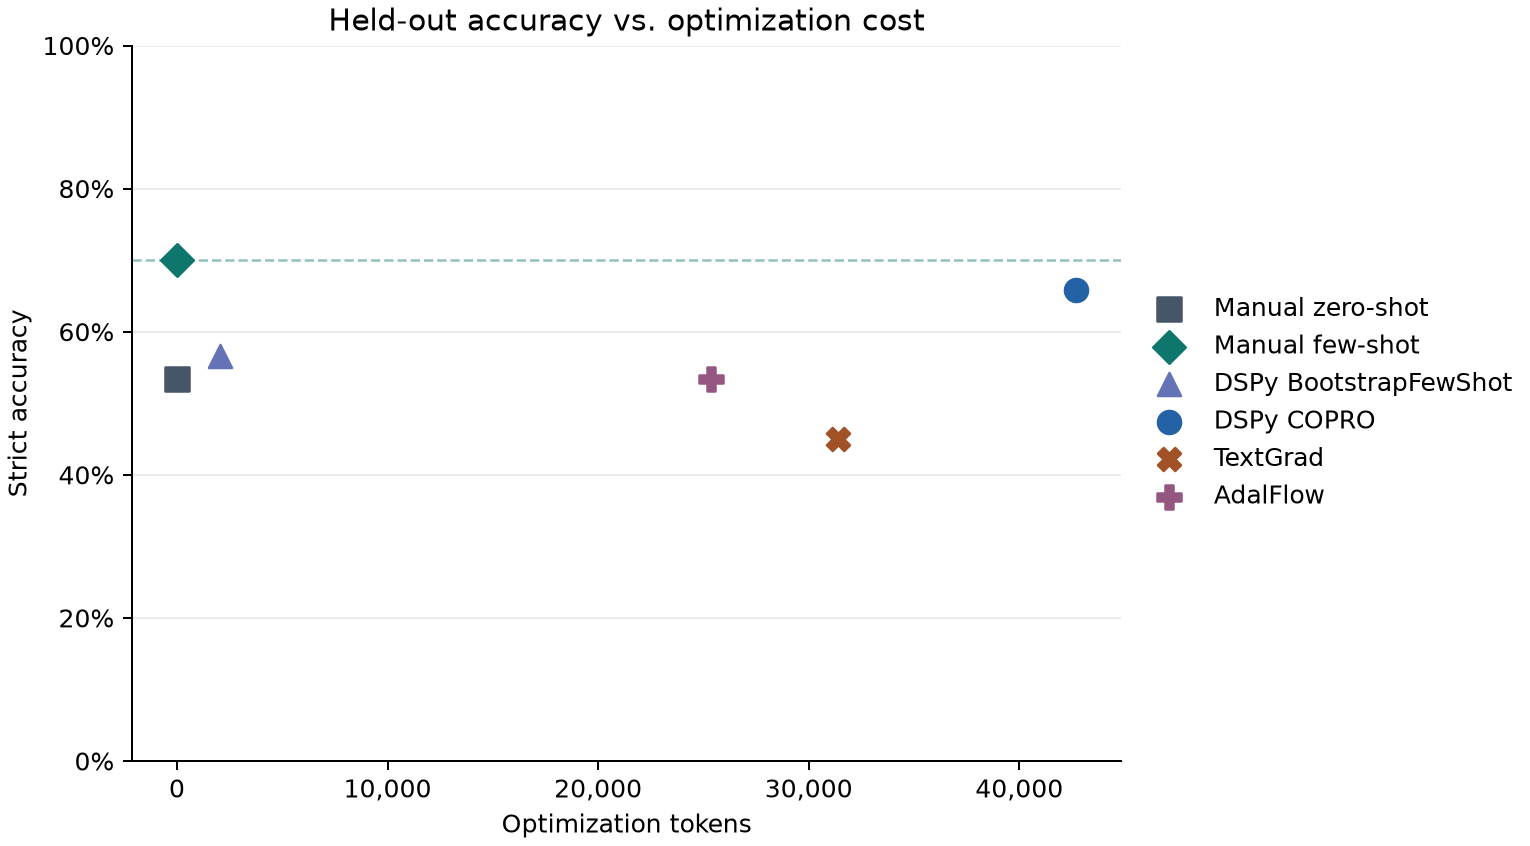 Held-out accuracy vs. optimization cost
100%
80%
60%
40%
20%
0%
Strict accuracy
0
10,000
20,000
30,000
40,000
Optimization tokens
Manual zero-shot
Manual few-shot
DSPy BootstrapFewShot
DSPy COPRO
TextGrad
AdalFlow